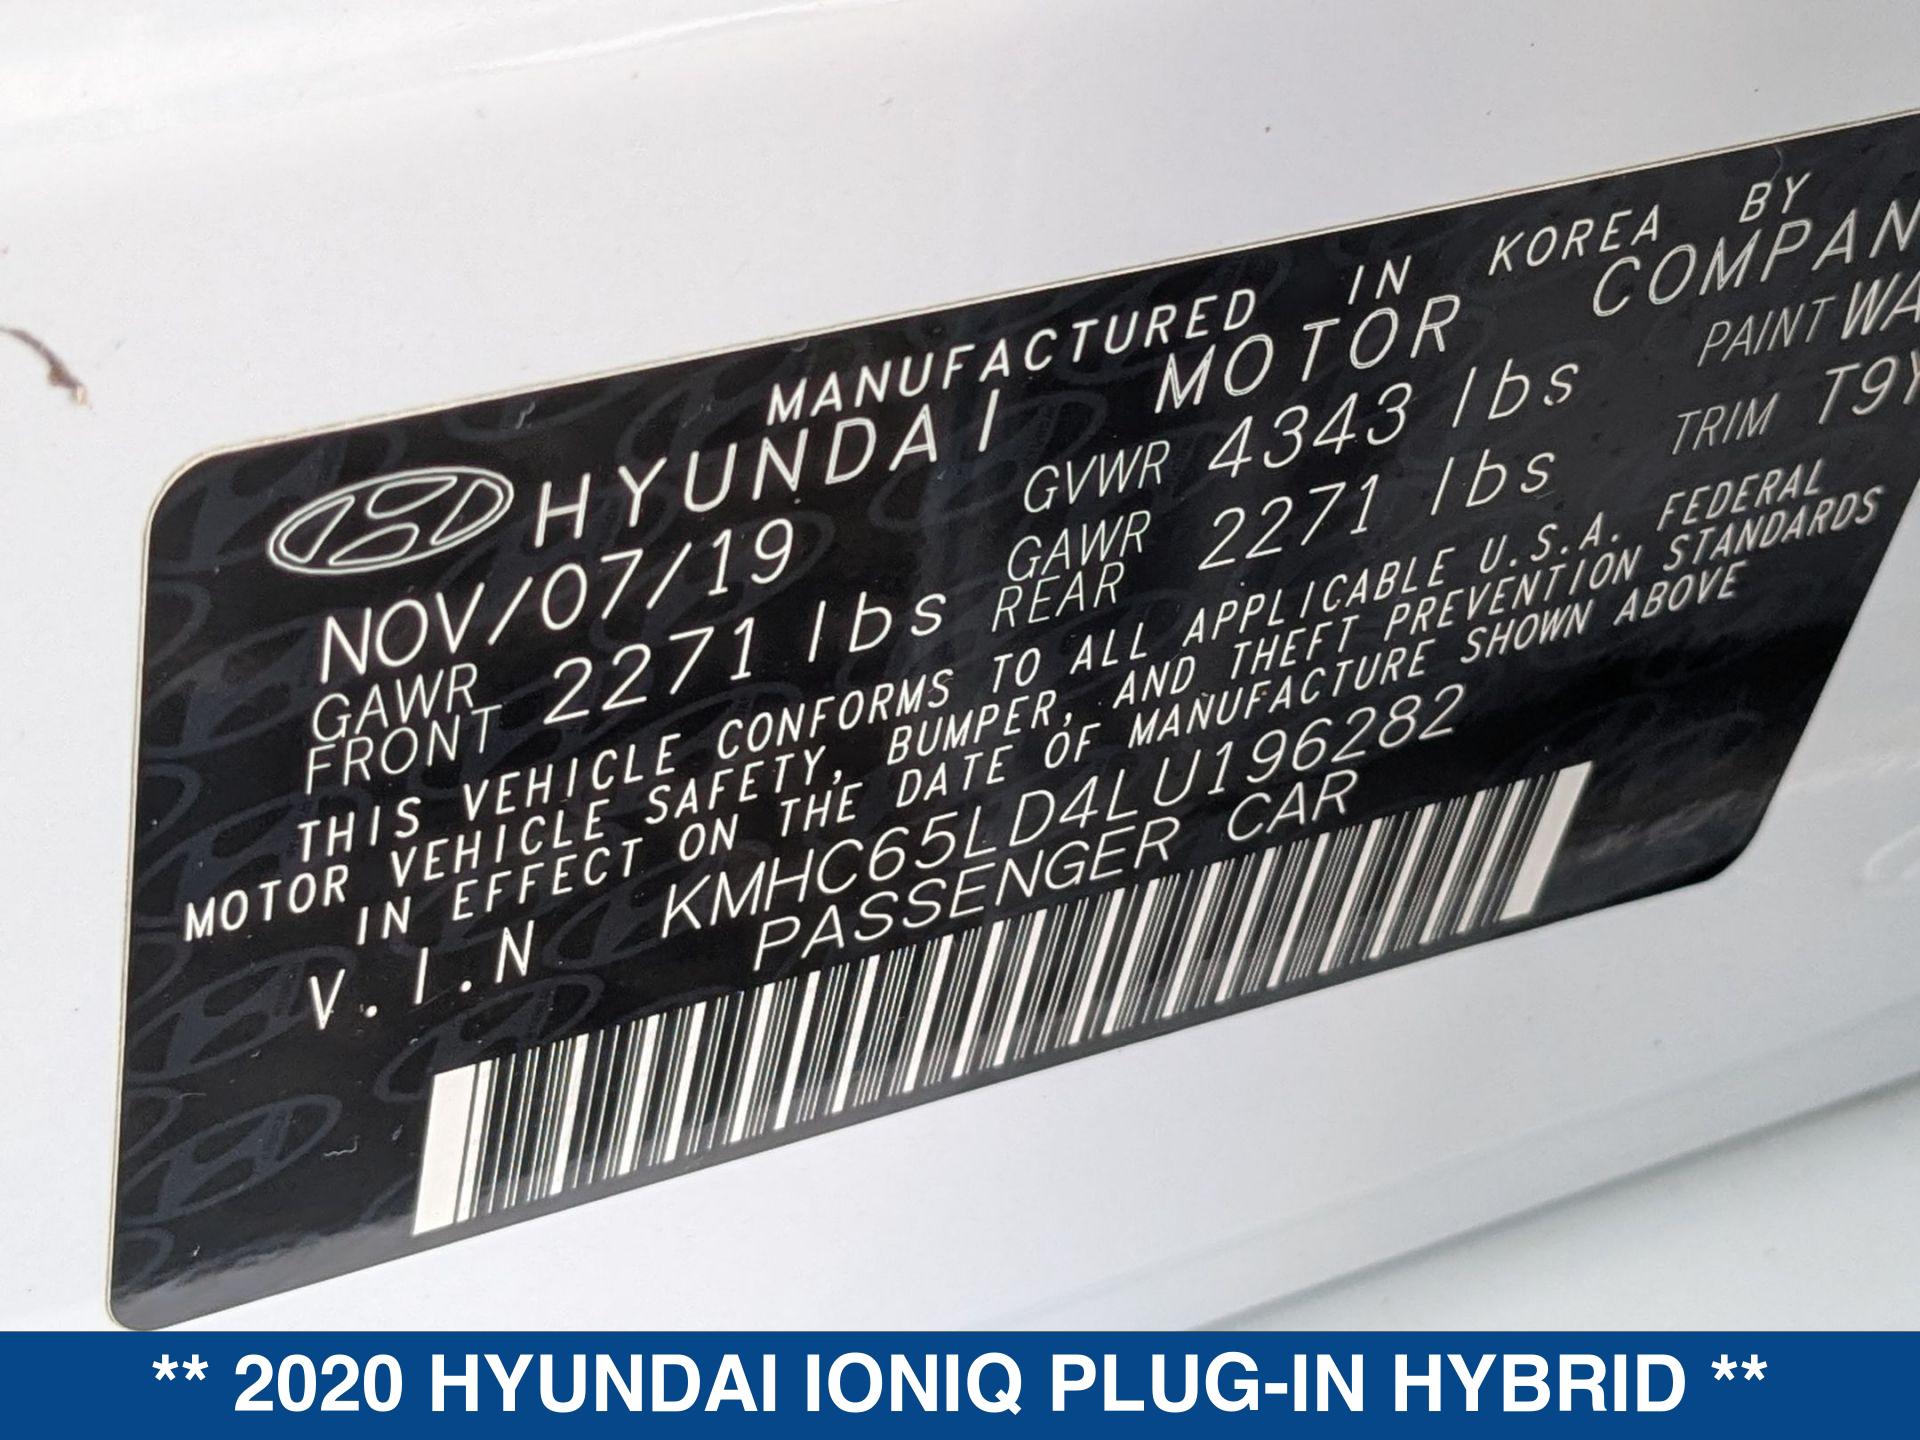 MANUFACTURED IN KOREA BY
HYUNDAI MOTOR COMPAN
NOV/07/19 GVWR 4343 lbs PAINT WA
GAWR FRONT 2271 lbs GAWR REAR 2271 lbs TRIM T9Y
THIS VEHICLE CONFORMS TO ALL APPLICABLE U.S.A. FEDERAL
MOTOR VEHICLE SAFETY, BUMPER, AND THEFT PREVENTION STANDARDS
IN EFFECT ON THE DATE OF MANUFACTURE SHOWN ABOVE
V.I.N KMHC65LD4LU196282
PASSENGER CAR
** 2020 HYUNDAI IONIQ PLUG-IN HYBRID **